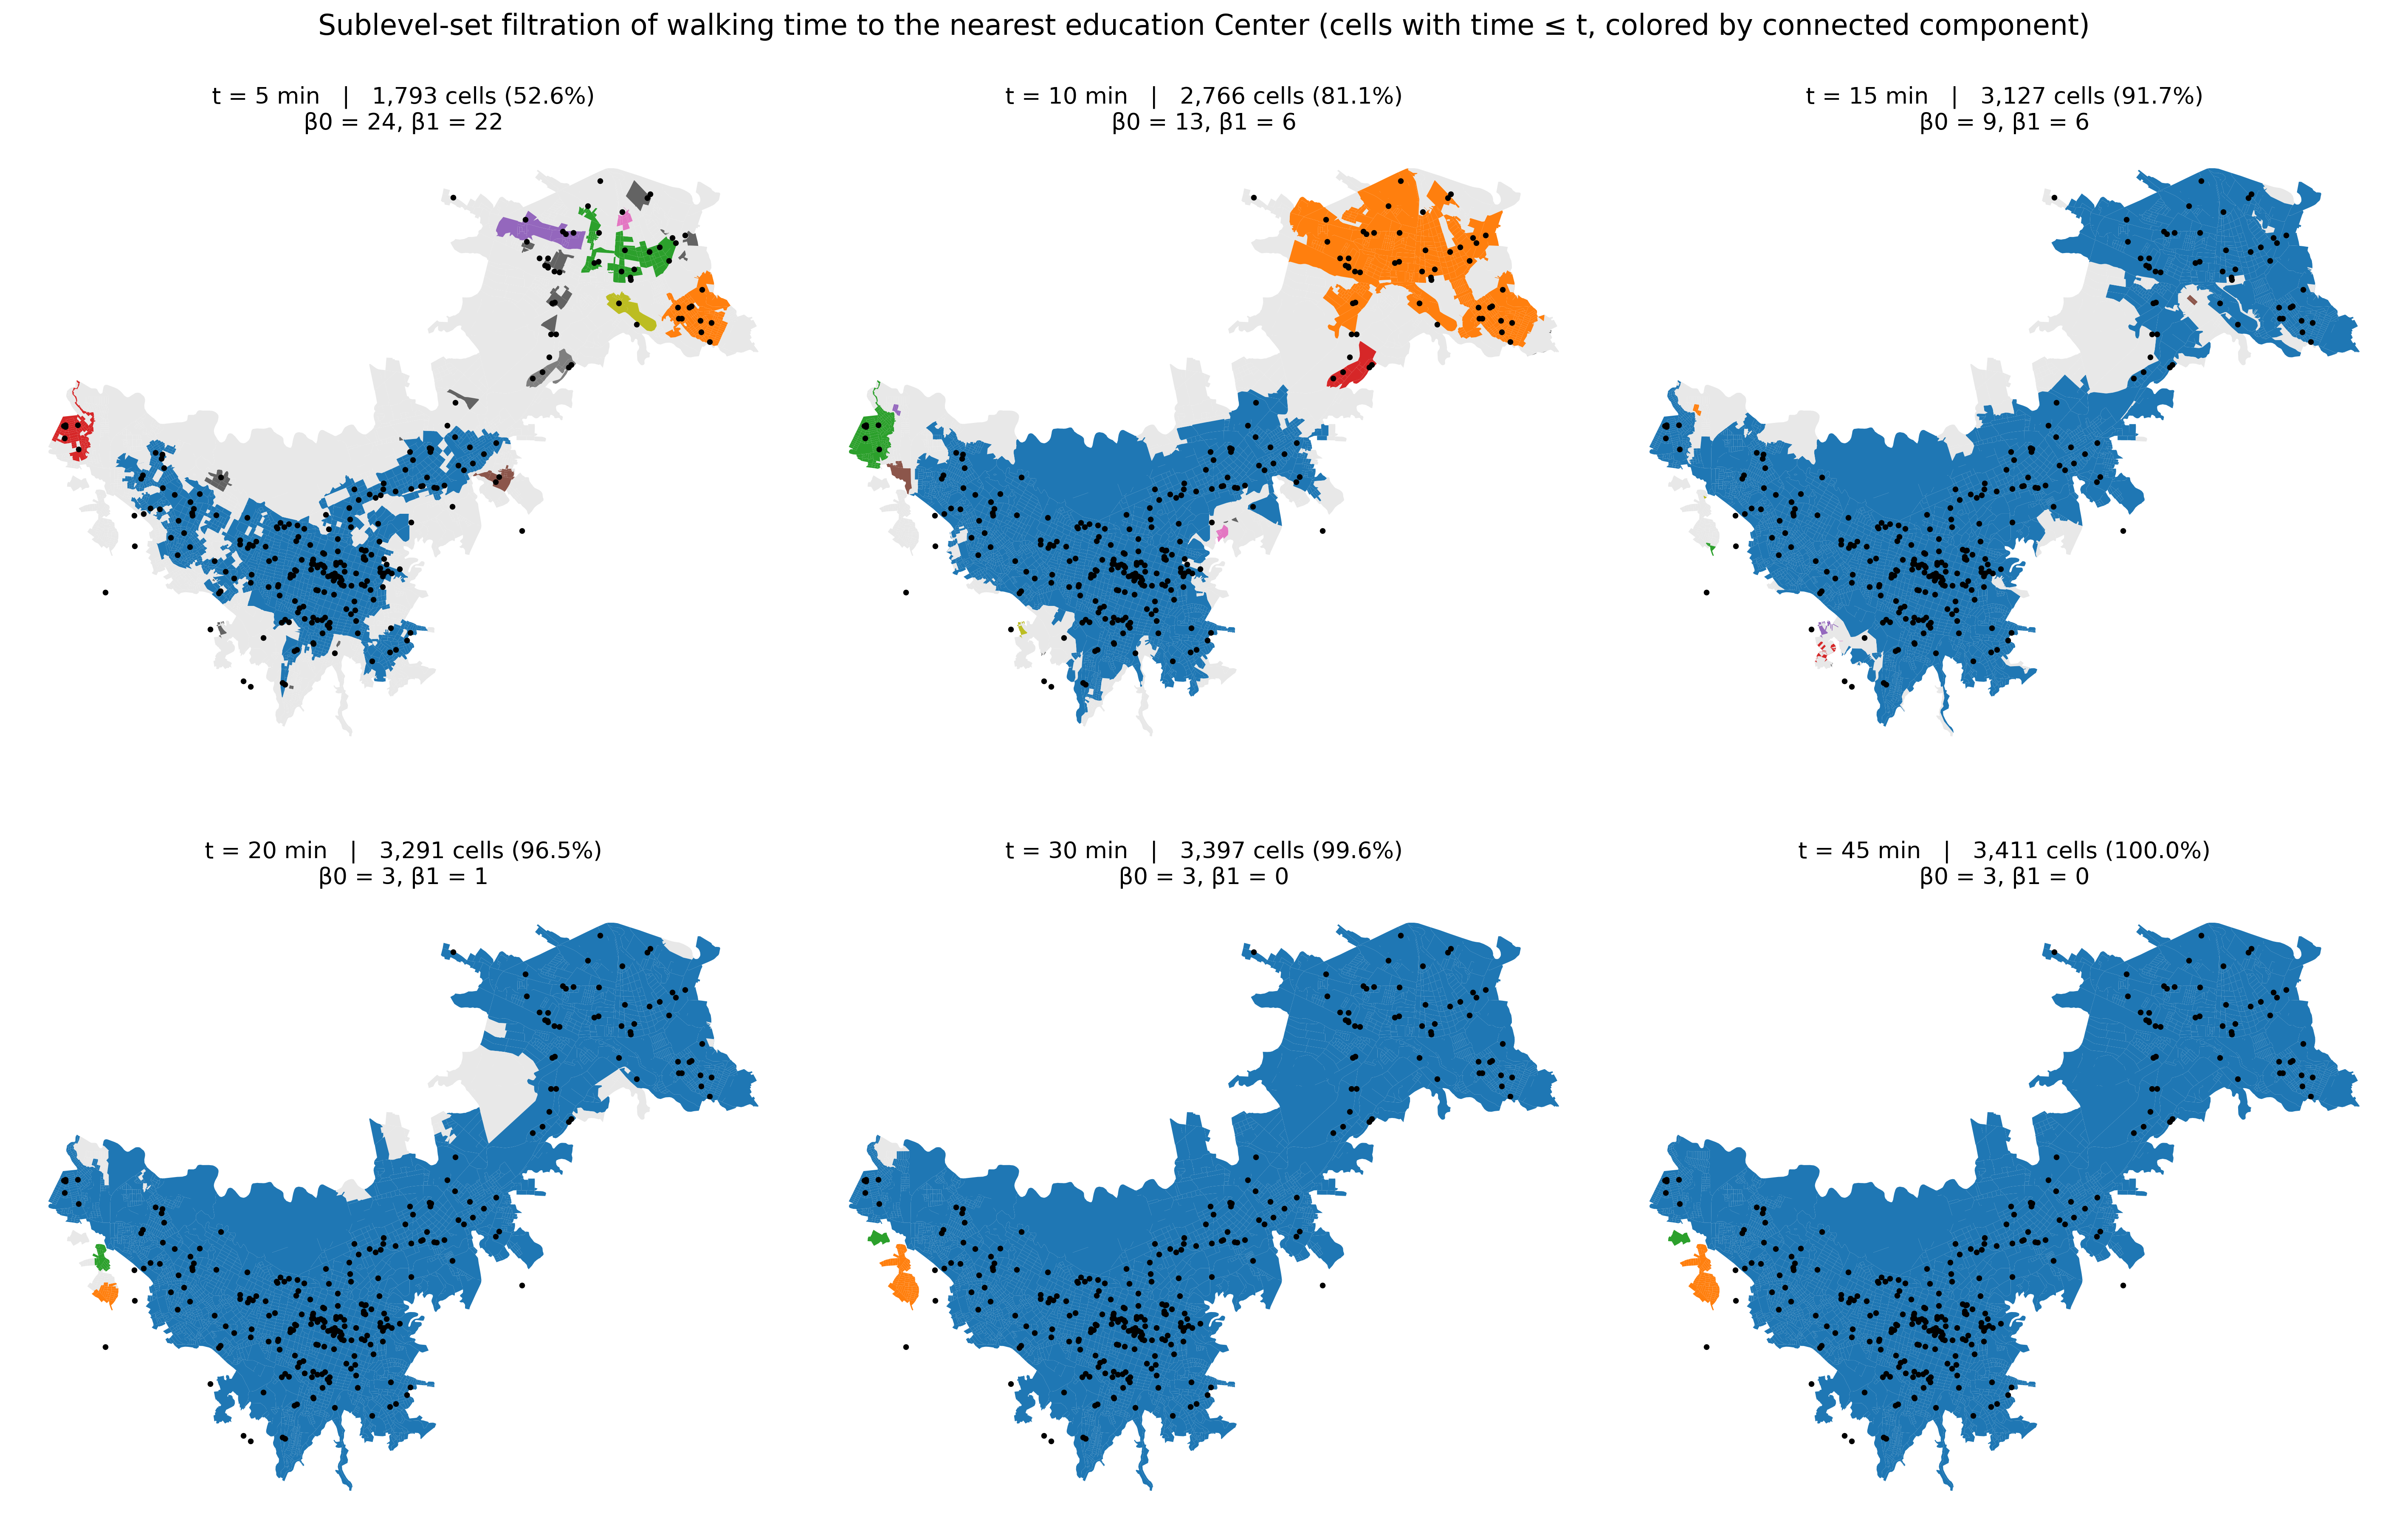 Sublevel-set filtration of walking time to the nearest education Center (cells with time ≤ t, colored by connected component)
t = 5 min | 1,793 cells (52.6%)
β0 = 24, β1 = 22
t = 10 min | 2,766 cells (81.1%)
β0 = 13, β1 = 6
t = 15 min | 3,127 cells (91.7%)
β0 = 9, β1 = 6
t = 20 min | 3,291 cells (96.5%)
β0 = 3, β1 = 1
t = 30 min | 3,397 cells (99.6%)
β0 = 3, β1 = 0
t = 45 min | 3,411 cells (100.0%)
β0 = 3, β1 = 0